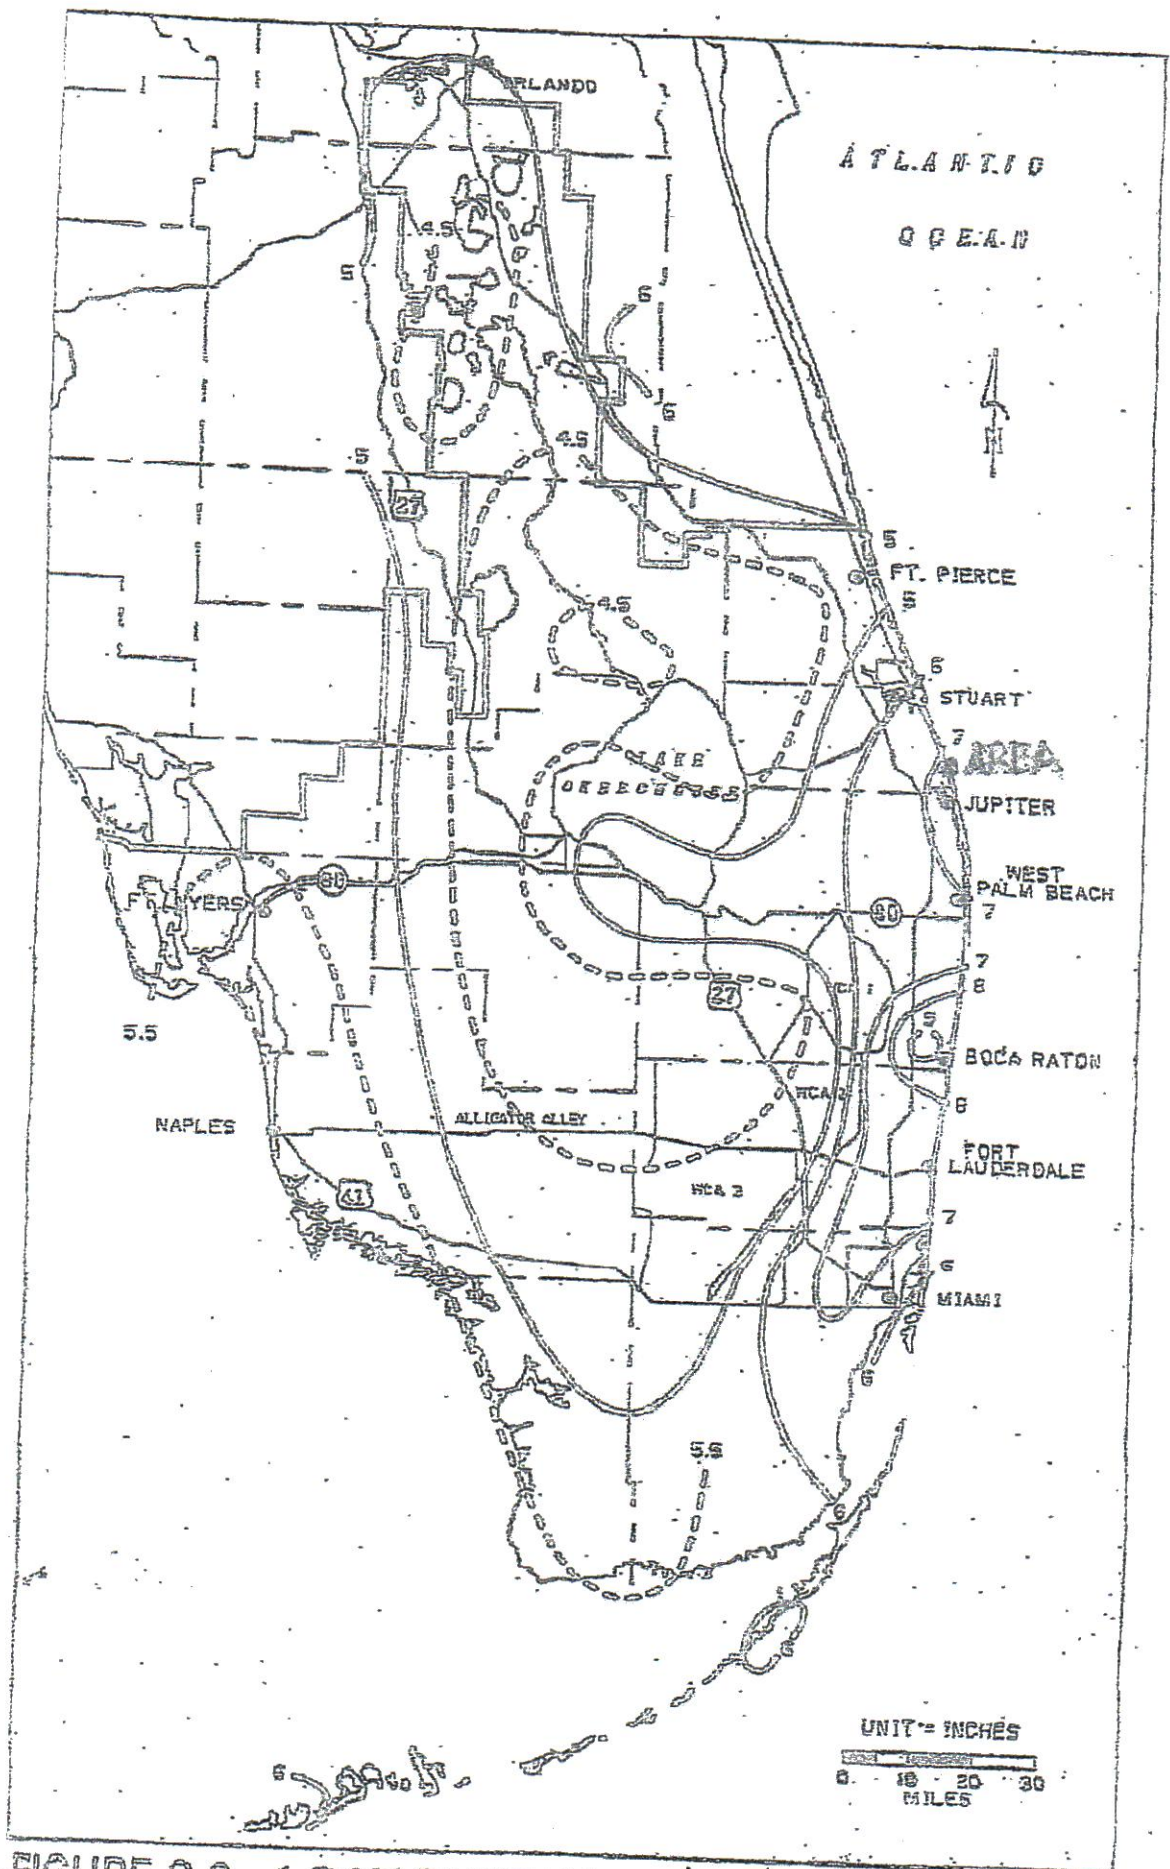 ORLANDO
ATLANTIC
OCEAN
4.5
5
6
6
N
4.5
5
27
5
FT. PIERCE
5
4.5
6
STUART
7
AREA
LAKE
OKEECHOBEE
JUPITER
WEST
PALM BEACH
7
80
80
FT. MYERS
7
8
27
5.5
BOCA RATON
8
WCA 2
ALLIGATOR ALLEY
NAPLES
FORT
LAUDERDALE
WCA 3
41
7
6
MIAMI
6
5.5
6
6
UNIT = INCHES
0 10 20 30
MILES
6